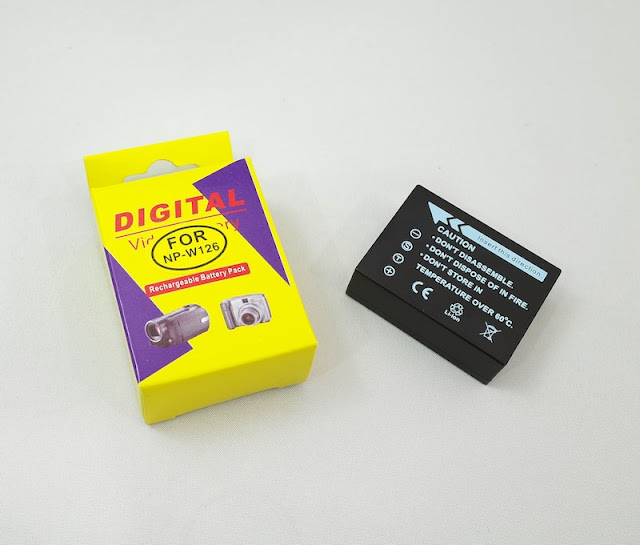 DIGITAL
FOR
NP-W126
Rechargeable Battery Pack
Insert this direction
CAUTION
· DON'T DISASSEMBLE.
· DON'T DISPOSE OF IN FIRE.
· DON'T STORE IN
TEMPERATURE OVER 60°C.
S
T
CE
Li-ion